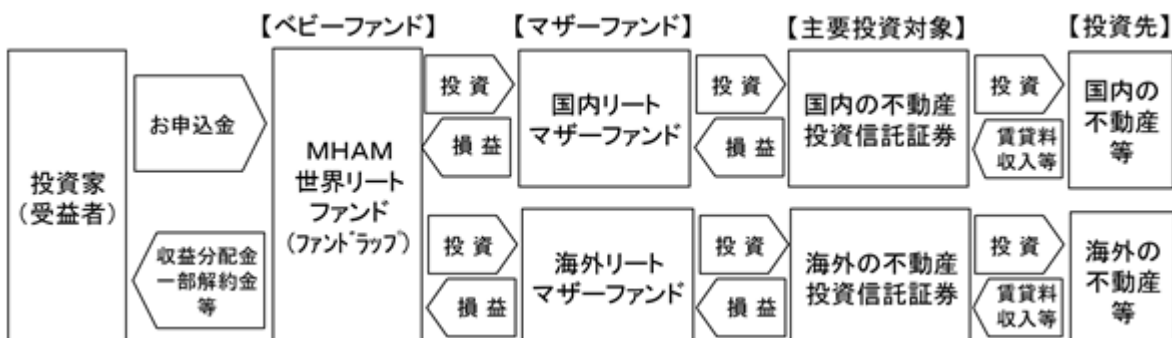 【ベビーファンド】
【マザーファンド】
【主要投資対象】
【投資先】
投資家
(受益者)
お申込金
収益分配金
一部解約金
等
MHAM
世界リート
ファンド
(ファンドラップ)
投 資
損 益
国内リート
マザーファンド
投 資
損 益
国内の不動産
投資信託証券
投 資
賃貸料
収入等
国内の
不動産
等
投 資
損 益
海外リート
マザーファンド
投 資
損 益
海外の不動産
投資信託証券
投 資
賃貸料
収入等
海外の
不動産
等